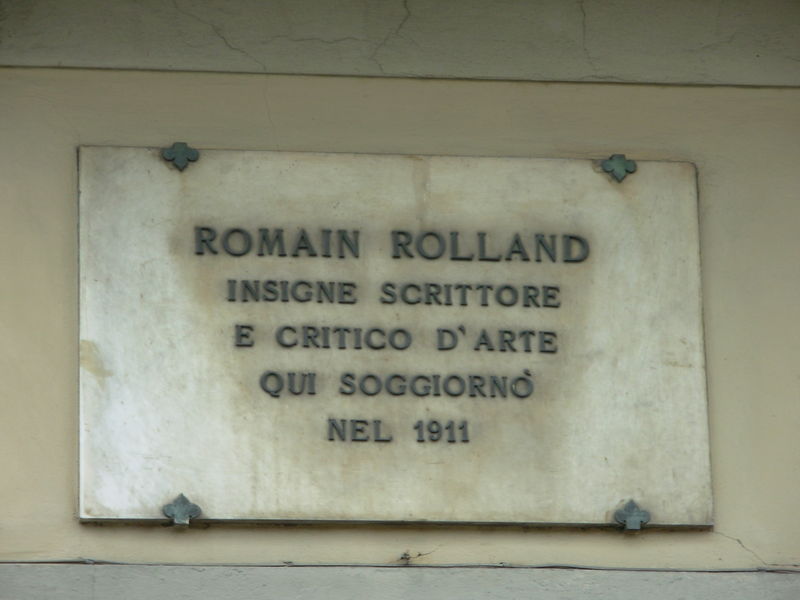 ROMAIN ROLLAND
INSIGNE SCRITTORE
E CRITICO D'ARTE
QUI SOGGIORNÒ
NEL 1911